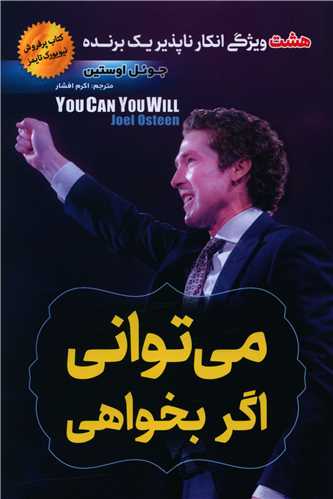 هشت ویژگی انکار ناپذیر یک برنده
کتاب پرفروش
نیویورک تایمز
جوئل اوستین
مترجم: اکرم افشار
YOU CAN YOU WILL
Joel Osteen
می‌توانی
اگر بخواهی